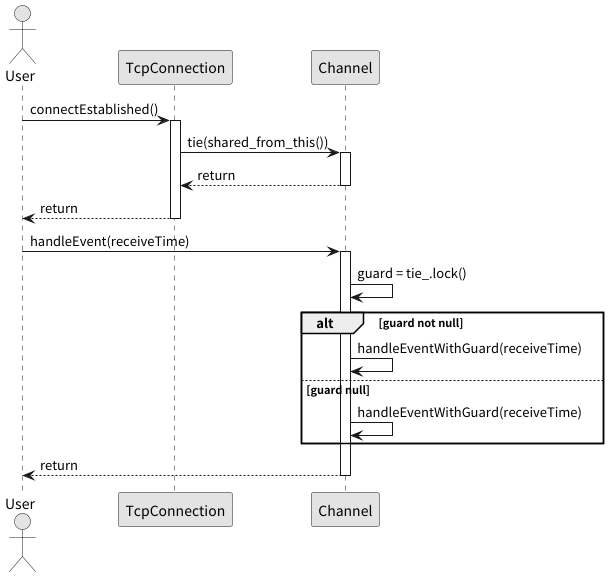 User
TcpConnection
Channel
connectEstablished()
tie(shared_from_this())
return
return
handleEvent(receiveTime)
guard = tie_.lock()
alt
[guard not null]
handleEventWithGuard(receiveTime)
[guard null]
handleEventWithGuard(receiveTime)
return
User
TcpConnection
Channel